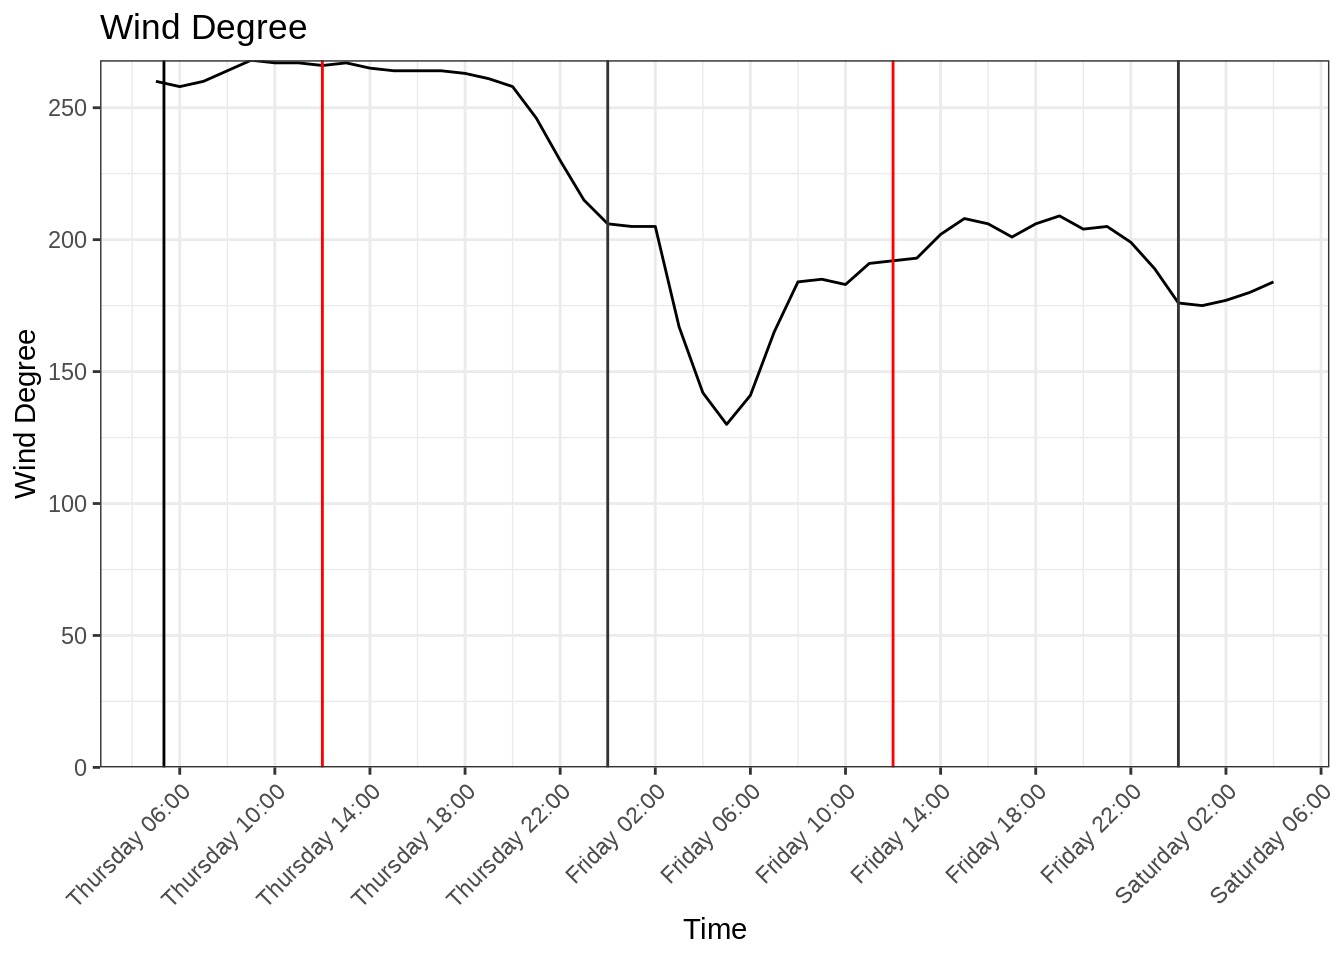 Wind Degree
Wind Degree
250
200
150
100
50
0
Thursday 06:00
Thursday 10:00
Thursday 14:00
Thursday 18:00
Thursday 22:00
Friday 02:00
Friday 06:00
Friday 10:00
Friday 14:00
Friday 18:00
Friday 22:00
Saturday 02:00
Saturday 06:00
Time